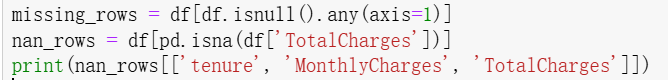 missing_rows = df[df.isnull().any(axis=1)]
nan_rows = df[pd.isna(df['TotalCharges'])]
print(nan_rows[['tenure', 'MonthlyCharges', 'TotalCharges']])